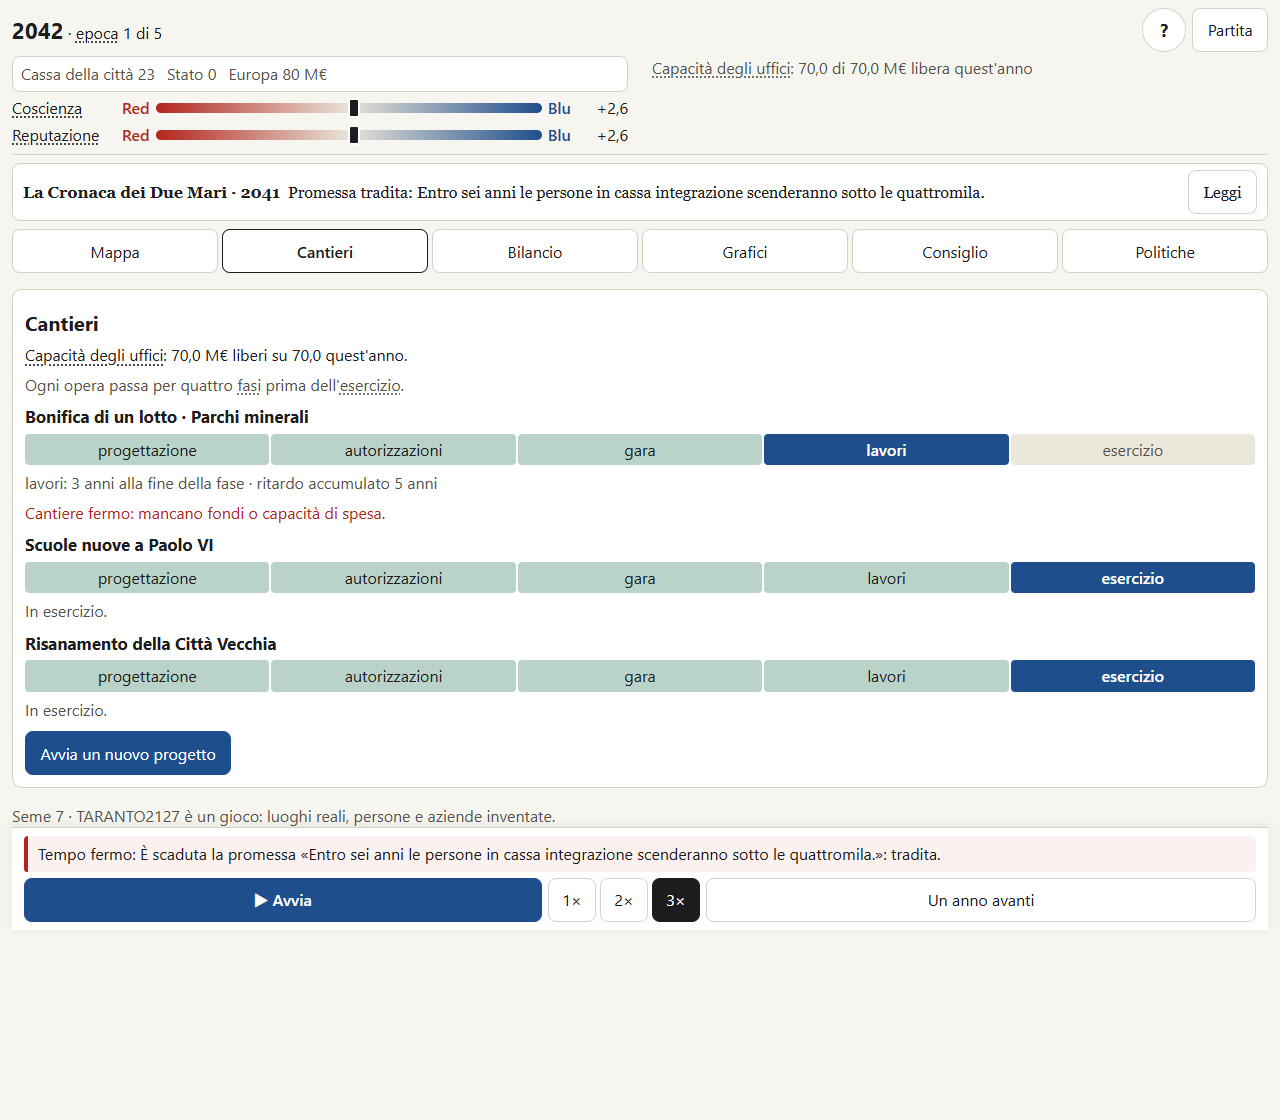 2042 · epoca 1 di 5
?
Partita
Cassa della città 23 Stato 0 Europa 80 M€
Capacità degli uffici: 70,0 di 70,0 M€ libera quest'anno
Coscienza Red Blu +2,6
Reputazione Red Blu +2,6
La Cronaca dei Due Mari · 2041 Promessa tradita: Entro sei anni le persone in cassa integrazione scenderanno sotto le quattromila.
Leggi
Mappa Cantieri Bilancio Grafici Consiglio Politiche
Cantieri
Capacità degli uffici: 70,0 M€ liberi su 70,0 quest'anno.
Ogni opera passa per quattro fasi prima dell'esercizio.
Bonifica di un lotto · Parchi minerali
progettazione autorizzazioni gara lavori esercizio
lavori: 3 anni alla fine della fase · ritardo accumulato 5 anni
Cantiere fermo: mancano fondi o capacità di spesa.
Scuole nuove a Paolo VI
progettazione autorizzazioni gara lavori esercizio
In esercizio.
Risanamento della Città Vecchia
progettazione autorizzazioni gara lavori esercizio
In esercizio.
Avvia un nuovo progetto
Seme 7 · TARANTO2127 è un gioco: luoghi reali, persone e aziende inventate.
Tempo fermo: È scaduta la promessa «Entro sei anni le persone in cassa integrazione scenderanno sotto le quattromila.»: tradita.
▶ Avvia 1× 2× 3× Un anno avanti